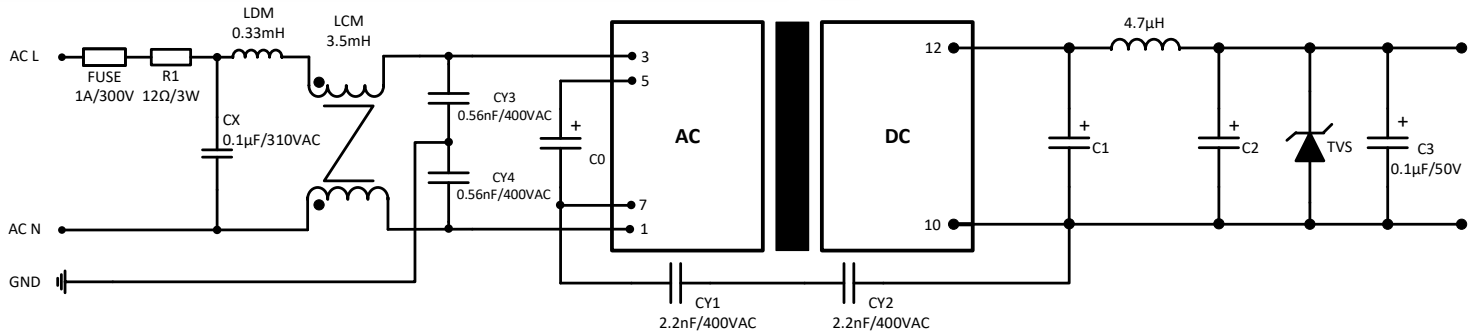 LDM
0.33mH
LCM
3.5mH
4.7µH
AC L
FUSE
1A/300V
R1
12Ω/3W
3
5
12
CY3
0.56nF/400VAC
CX
0.1µF/310VAC
+
C0
AC
DC
+
C1
+
C2
TVS
+
C3
0.1µF/50V
CY4
0.56nF/400VAC
7
1
10
AC N
GND
CY1
2.2nF/400VAC
CY2
2.2nF/400VAC